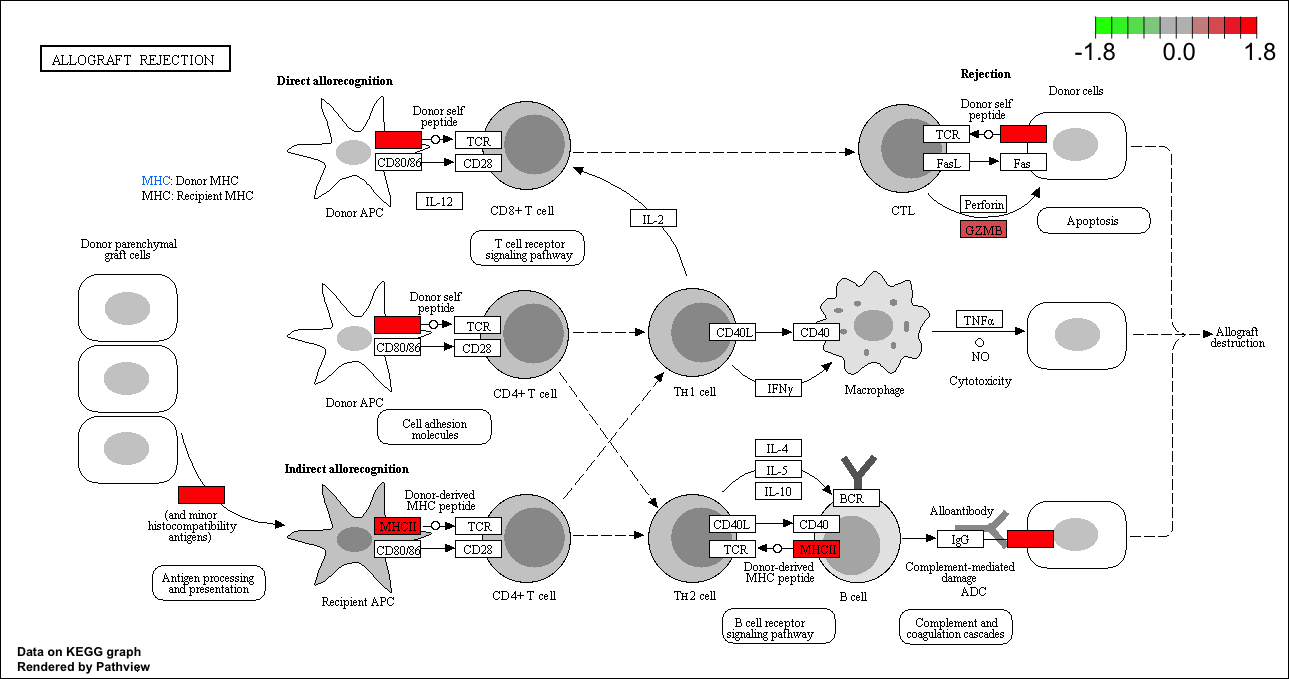 -1.8 0.0 1.8
ALLOGRAFT REJECTION
Direct allorecognition
Rejection
Donor self
peptide
TCR
CD80/86
CD28
IL-12
Donor APC
CD8+ T cell
T cell receptor
signaling pathway
IL-2
Donor self
peptide
Donor cells
TCR
FasL
Fas
CTL
Perforin
GZMB
Apoptosis
MHC: Donor MHC
MHC: Recipient MHC
Donor parenchymal
graft cells
Donor self
peptide
TCR
CD80/86
CD28
Donor APC
CD4+ T cell
Cell adhesion
molecules
CD40L
CD40
IFNγ
TH1 cell
Macrophage
TNFα
NO
Cytotoxicity
Allograft
destruction
Indirect allorecognition
(and minor
histocompatibility
antigens)
Antigen processing
and presentation
Donor-derived
MHC peptide
MHCII
TCR
CD80/86
CD28
Recipient APC
CD4+ T cell
IL-4
IL-5
IL-10
BCR
CD40L
CD40
TCR
MHCII
Donor-derived
MHC peptide
TH2 cell
B cell
B cell receptor
signaling pathway
Alloantibody
IgG
Complement-mediated
damage
ADC
Complement and
coagulation cascades
Data on KEGG graph
Rendered by Pathview